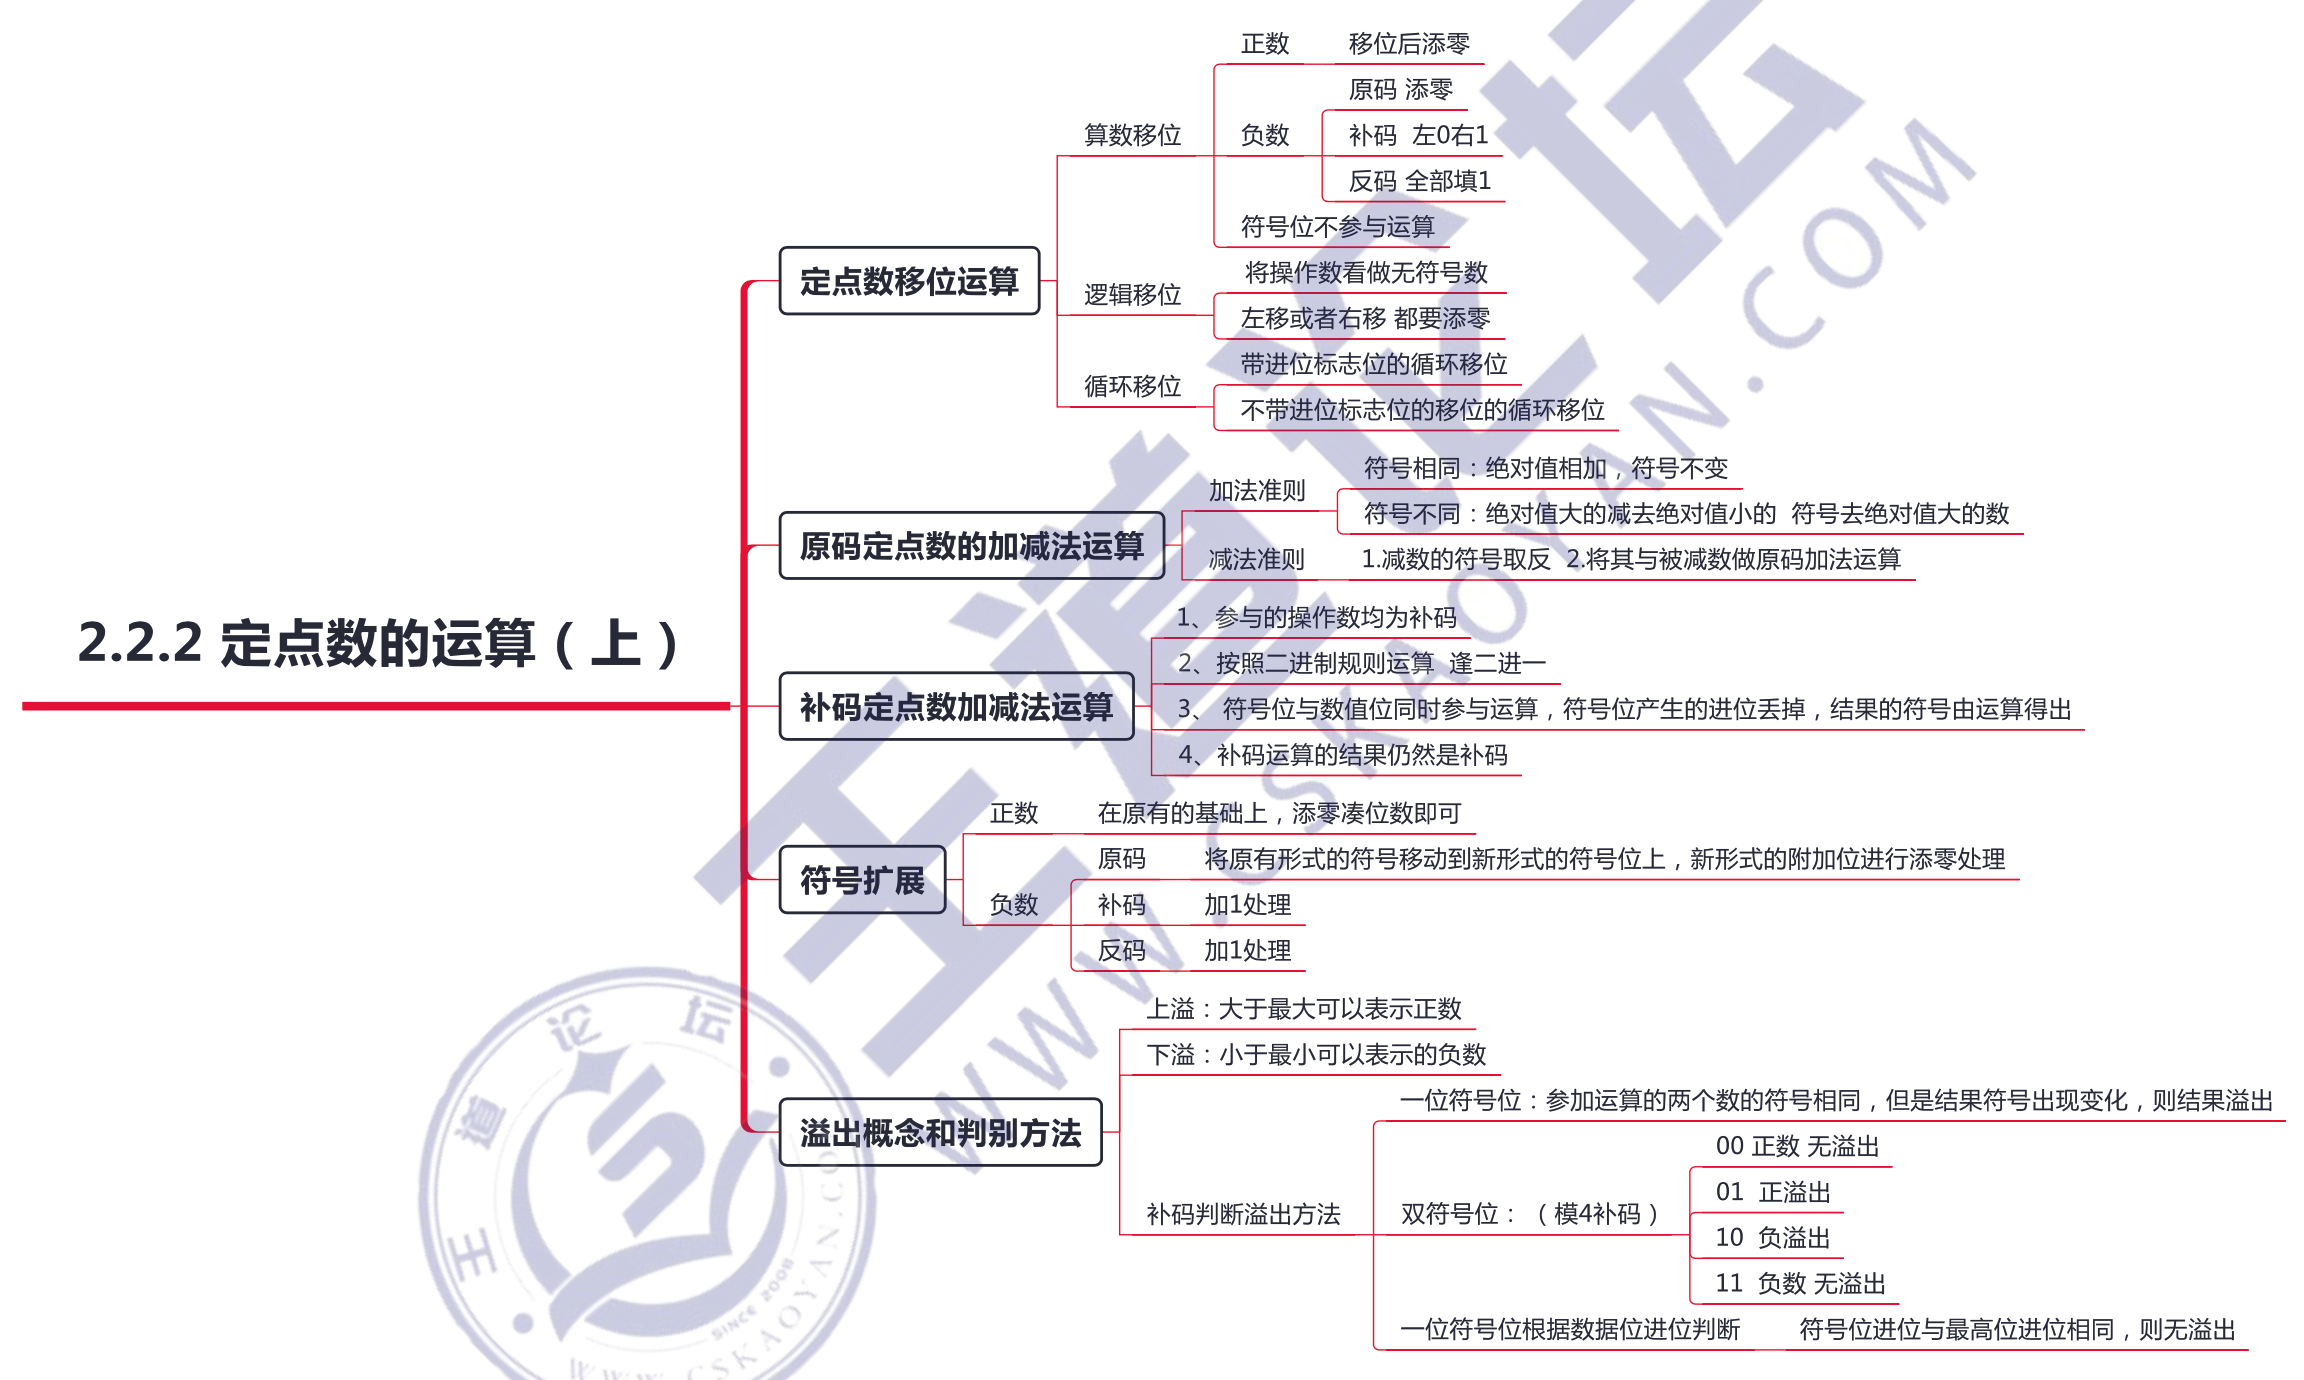 2.2.2 定点数的运算（上）
定点数移位运算
算数移位
正数 移位后添零
负数
原码 添零
补码 左0右1
反码 全部填1
符号位不参与运算
逻辑移位
将操作数看做无符号数
左移或者右移 都要添零
循环移位
带进位标志位的循环移位
不带进位标志位的移位的循环移位
原码定点数的加减法运算
加法准则
符号相同：绝对值相加，符号不变
符号不同：绝对值大的减去绝对值小的 符号去绝对值大的数
减法准则 1.减数的符号取反 2.将其与被减数做原码加法运算
补码定点数加减法运算
1、参与的操作数均为补码
2、按照二进制规则运算 逢二进一
3、 符号位与数值位同时参与运算，符号位产生的进位丢掉，结果的符号由运算得出
4、补码运算的结果仍然是补码
符号扩展
正数 在原有的基础上，添零凑位数即可
负数
原码 将原有形式的符号移动到新形式的符号位上，新形式的附加位进行添零处理
补码 加1处理
反码 加1处理
溢出概念和判别方法
上溢：大于最大可以表示正数
下溢：小于最小可以表示的负数
补码判断溢出方法
一位符号位：参加运算的两个数的符号相同，但是结果符号出现变化，则结果溢出
双符号位：（模4补码）
00 正数 无溢出
01 正溢出
10 负溢出
11 负数 无溢出
一位符号位根据数据位进位判断 符号位进位与最高位进位相同，则无溢出
王道论坛
WWW.CSKAOYAN.COM
王道论坛
SINCE 2008
WWW.CSKAOYAN.CO